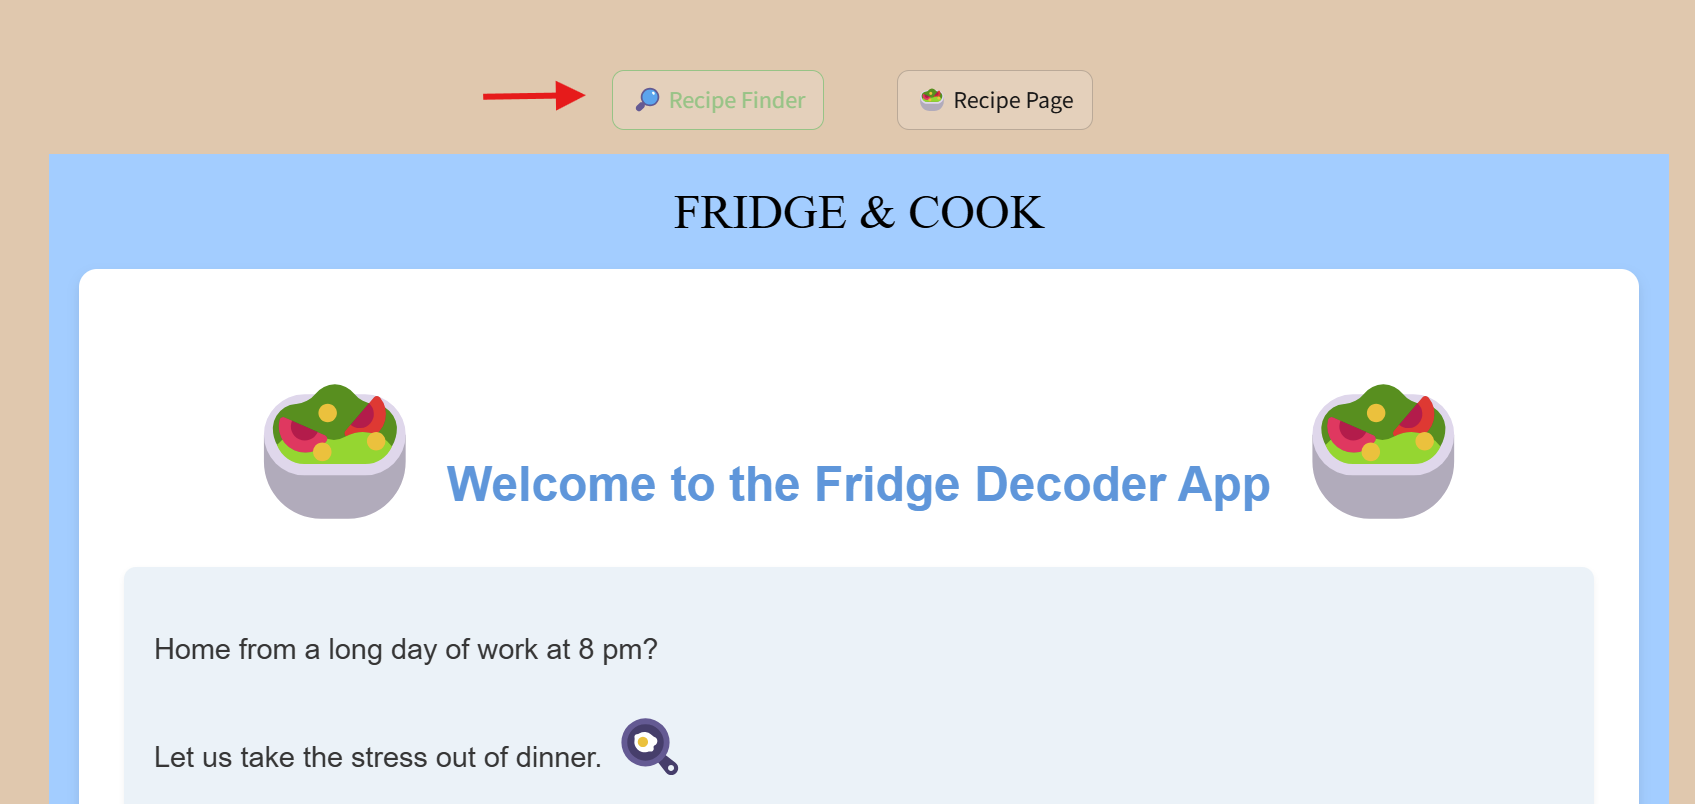 Recipe Finder
Recipe Page
FRIDGE & COOK
Welcome to the Fridge Decoder App
Home from a long day of work at 8 pm?
Let us take the stress out of dinner.